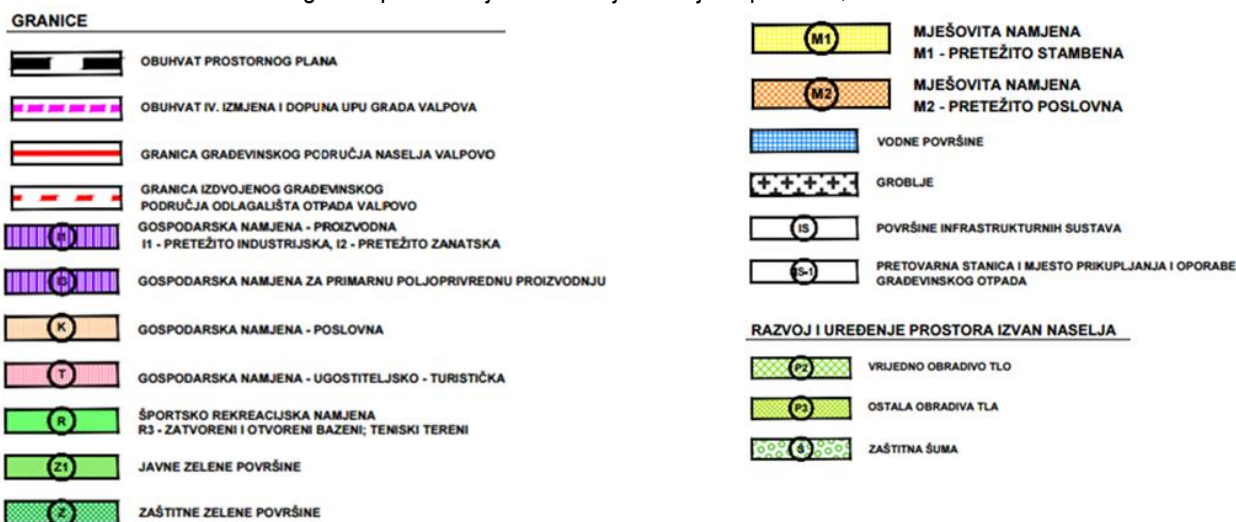 GRANICE
OBUHVAT PROSTORNOG PLANA
OBUHVAT IV. IZMJENA I DOPUNA UPU GRADA VALPOVA
GRANICA GRAĐEVINSKOG PODRUČJA NASELJA VALPOVO
GRANICA IZDVOJENOG GRAĐEVINSKOG
PODRUČJA ODLAGALIŠTA OTPADA VALPOVO
I1
GOSPODARSKA NAMJENA - PROIZVODNA
I1 - PRETEŽITO INDUSTRIJSKA, I2 - PRETEŽITO ZANATSKA
I3
GOSPODARSKA NAMJENA ZA PRIMARNU POLJOPRIVREDNU PROIZVODNJU
K
GOSPODARSKA NAMJENA - POSLOVNA
T
GOSPODARSKA NAMJENA - UGOSTITELJSKO - TURISTIČKA
R
ŠPORTSKO REKREACIJSKA NAMJENA
R3 - ZATVORENI I OTVORENI BAZENI; TENISKI TERENI
Z1
JAVNE ZELENE POVRŠINE
Z
ZAŠTITNE ZELENE POVRŠINE
M1
MJEŠOVITA NAMJENA
M1 - PRETEŽITO STAMBENA
M2
MJEŠOVITA NAMJENA
M2 - PRETEŽITO POSLOVNA
VODNE POVRŠINE
GROBLJE
IS
POVRŠINE INFRASTRUKTURNIH SUSTAVA
IS-1
PRETOVARNA STANICA I MJESTO PRIKUPLJANJA I OPORABE
GRAĐEVINSKOG OTPADA
RAZVOJ I UREĐENJE PROSTORA IZVAN NASELJA
P2
VRIJEDNO OBRADIVO TLO
P3
OSTALA OBRADIVA TLA
Š
ZAŠTITNA ŠUMA